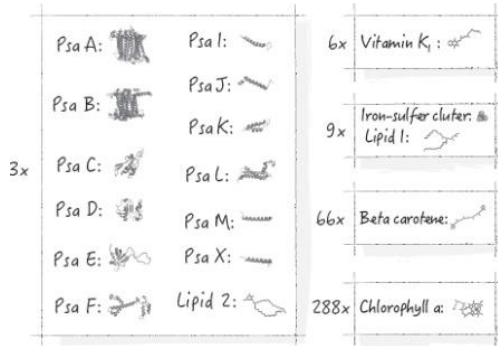 3x
Psa A:
Psa B:
Psa C:
Psa D:
Psa E:
Psa F:
Psa I:
Psa J:
Psa K:
Psa L:
Psa M:
Psa X:
Lipid 2:
6x Vitamin K1 :
9x
Iron-sulfer cluter:
Lipid 1:
66x Beta carotene:
288x Chlorophyll a: